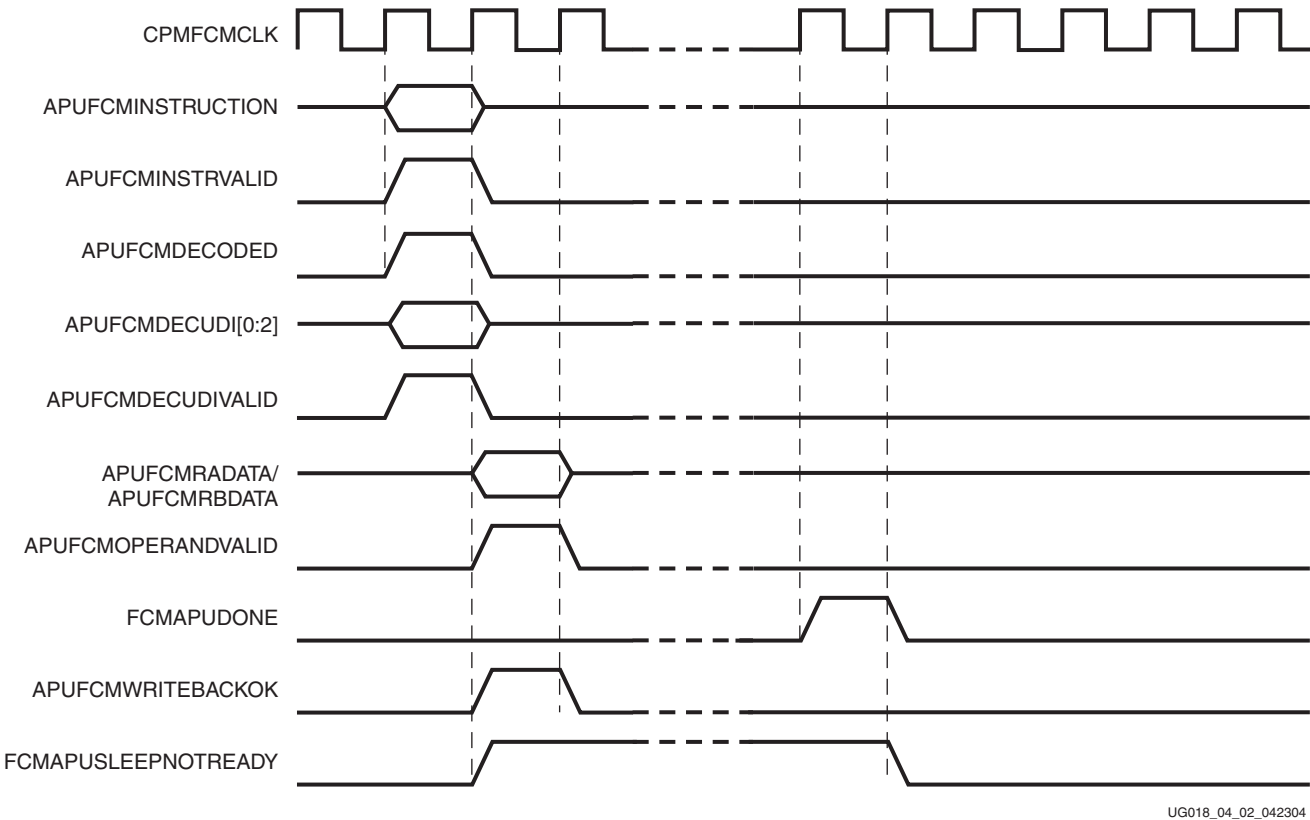 CPMFCMCLK
APUFCMINSTRUCTION
APUFCMINSTRVALID
APUFCMDECODED
APUFCMDECUDI[0:2]
APUFCMDECUDIVALID
APUFCMRADATA/
APUFCMRBDATA
APUFCMOPERANDVALID
FCMAPUDONE
APUFCMWRITEBACKOK
FCMAPUSLEEPNOTREADY
UG018_04_02_042304